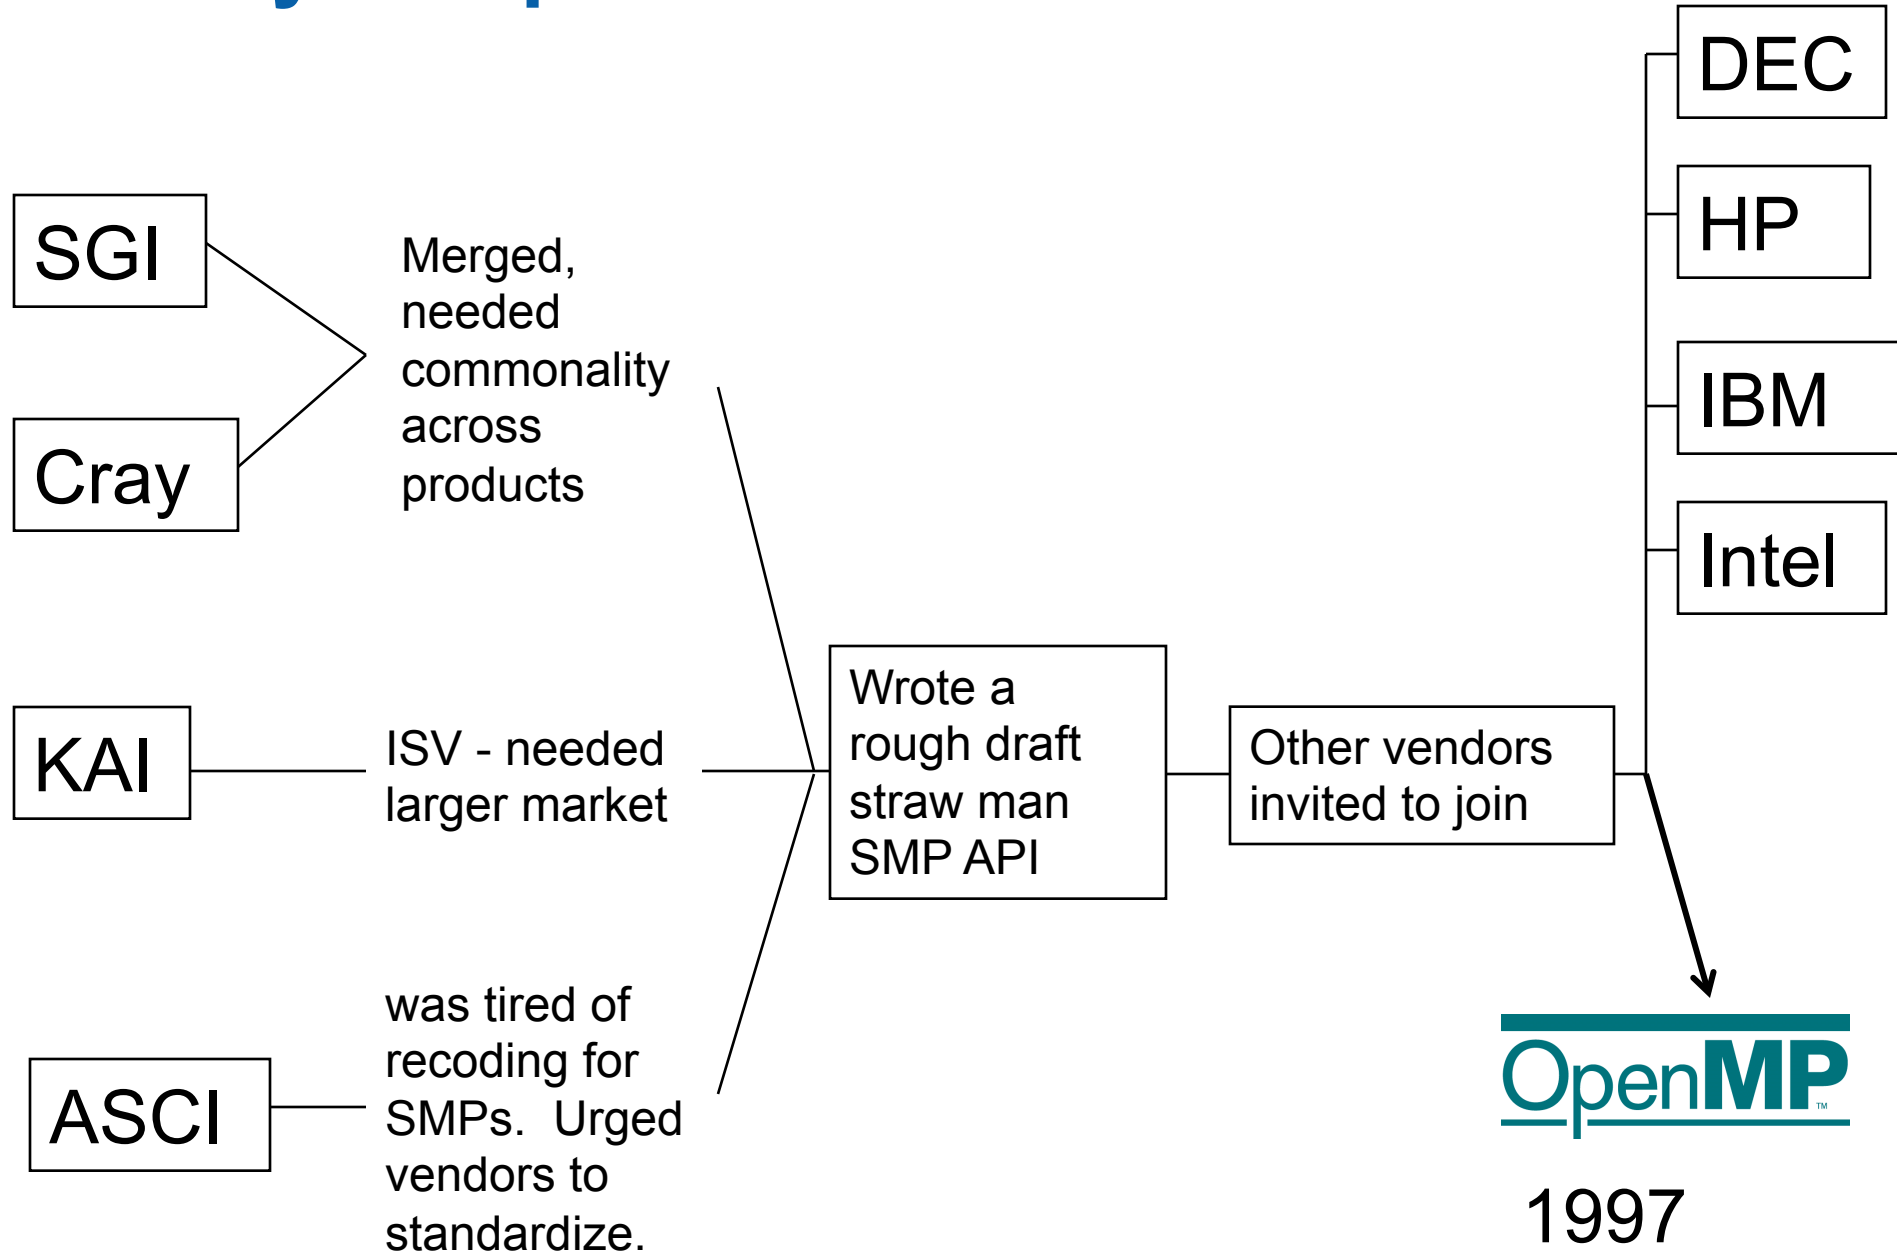 SGI
Cray
Merged,
needed
commonality
across
products
KAI
ISV - needed
larger market
ASCI
was tired of
recoding for
SMPs. Urged
vendors to
standardize.
Wrote a
rough draft
straw man
SMP API
Other vendors
invited to join
DEC
HP
IBM
Intel
OpenMP™
1997